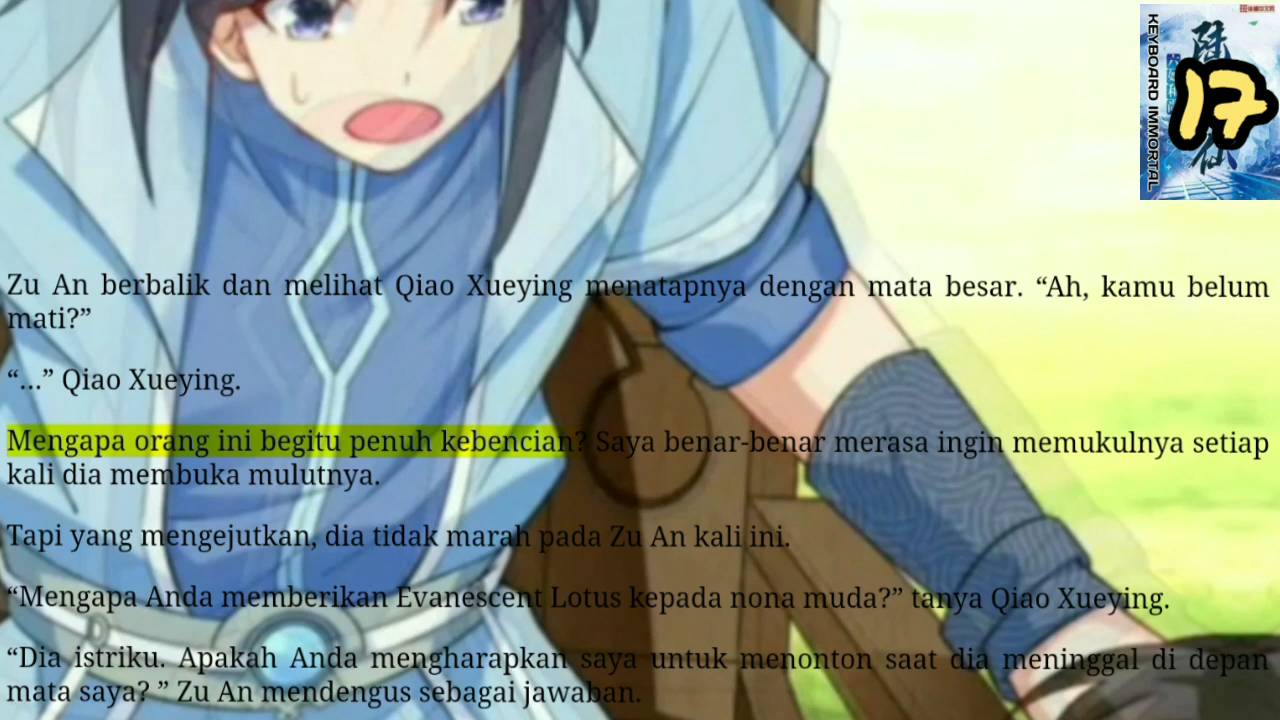 KEYBOARD IMMORTAL
陆
17
仙
Zu An berbalik dan melihat Qiao Xueying menatapnya dengan mata besar. “Ah, kamu belum
mati?”
“...” Qiao Xueying.
Mengapa orang ini begitu penuh kebencian? Saya benar-benar merasa ingin memukulnya setiap
kali dia membuka mulutnya.
Tapi yang mengejutkan, dia tidak marah pada Zu An kali ini.
“Mengapa Anda memberikan Evanescent Lotus kepada nona muda?” tanya Qiao Xueying.
“Dia istriku. Apakah Anda mengharapkan saya untuk menonton saat dia meninggal di depan
mata saya? ” Zu An mendengus sebagai jawaban.